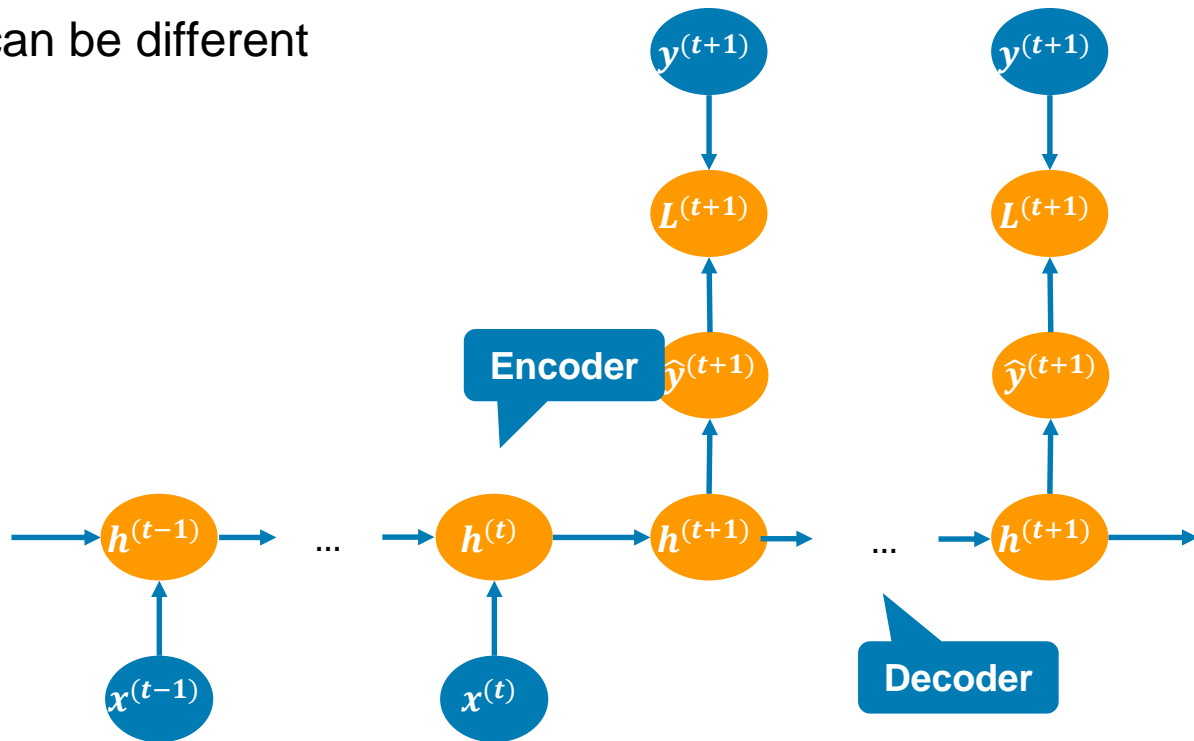 can be different
y^(t+1) y^(t+1)
L^(t+1) L^(t+1)
Encoder ŷ^(t+1) ŷ^(t+1)
h^(t−1) ... h^(t) h^(t+1) ... h^(t+1)
x^(t−1) x^(t) Decoder